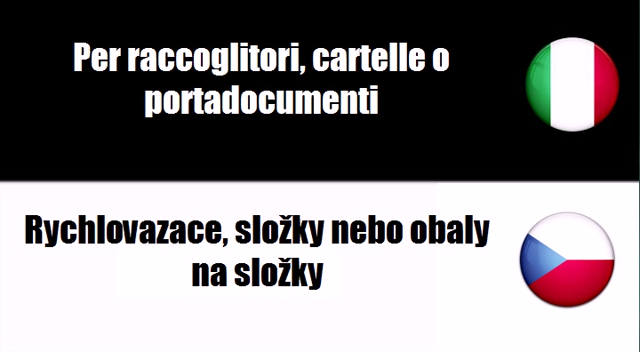 Per raccoglitori, cartelle o
portadocumenti
Rychlovazace, složky nebo obaly
na složky